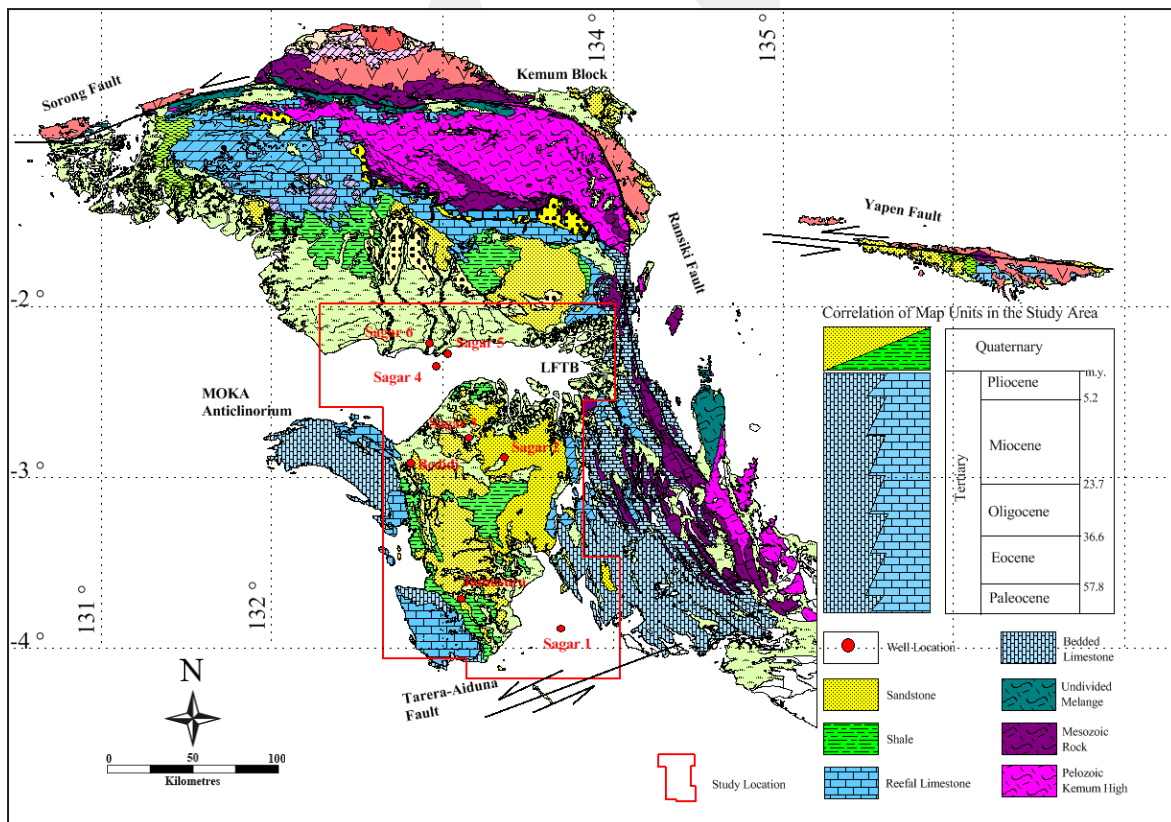 131°
132°
134°
135°
-2°
-3°
-4°
Sorong Fault
Kemum Block
Ransiki Fault
Yapen Fault
Sagar 6
Sagar 5
Sagar 4
LFTB
MOKA
Anticlinorium
Sagar 3
Sagar 2
Bedidi
Sagar 1
Tarera-Aiduna
Fault
N
0 50 100
Kilometres
Study Location
Correlation of Map Units in the Study Area
Quaternary
m.y.
Tertiary
Pliocene
5.2
Miocene
23.7
Oligocene
36.6
Eocene
57.8
Paleocene
Well Location
Sandstone
Shale
Reefal Limestone
Bedded
Limestone
Undivided
Melange
Mesozoic
Rock
Pelozoic
Kemum High